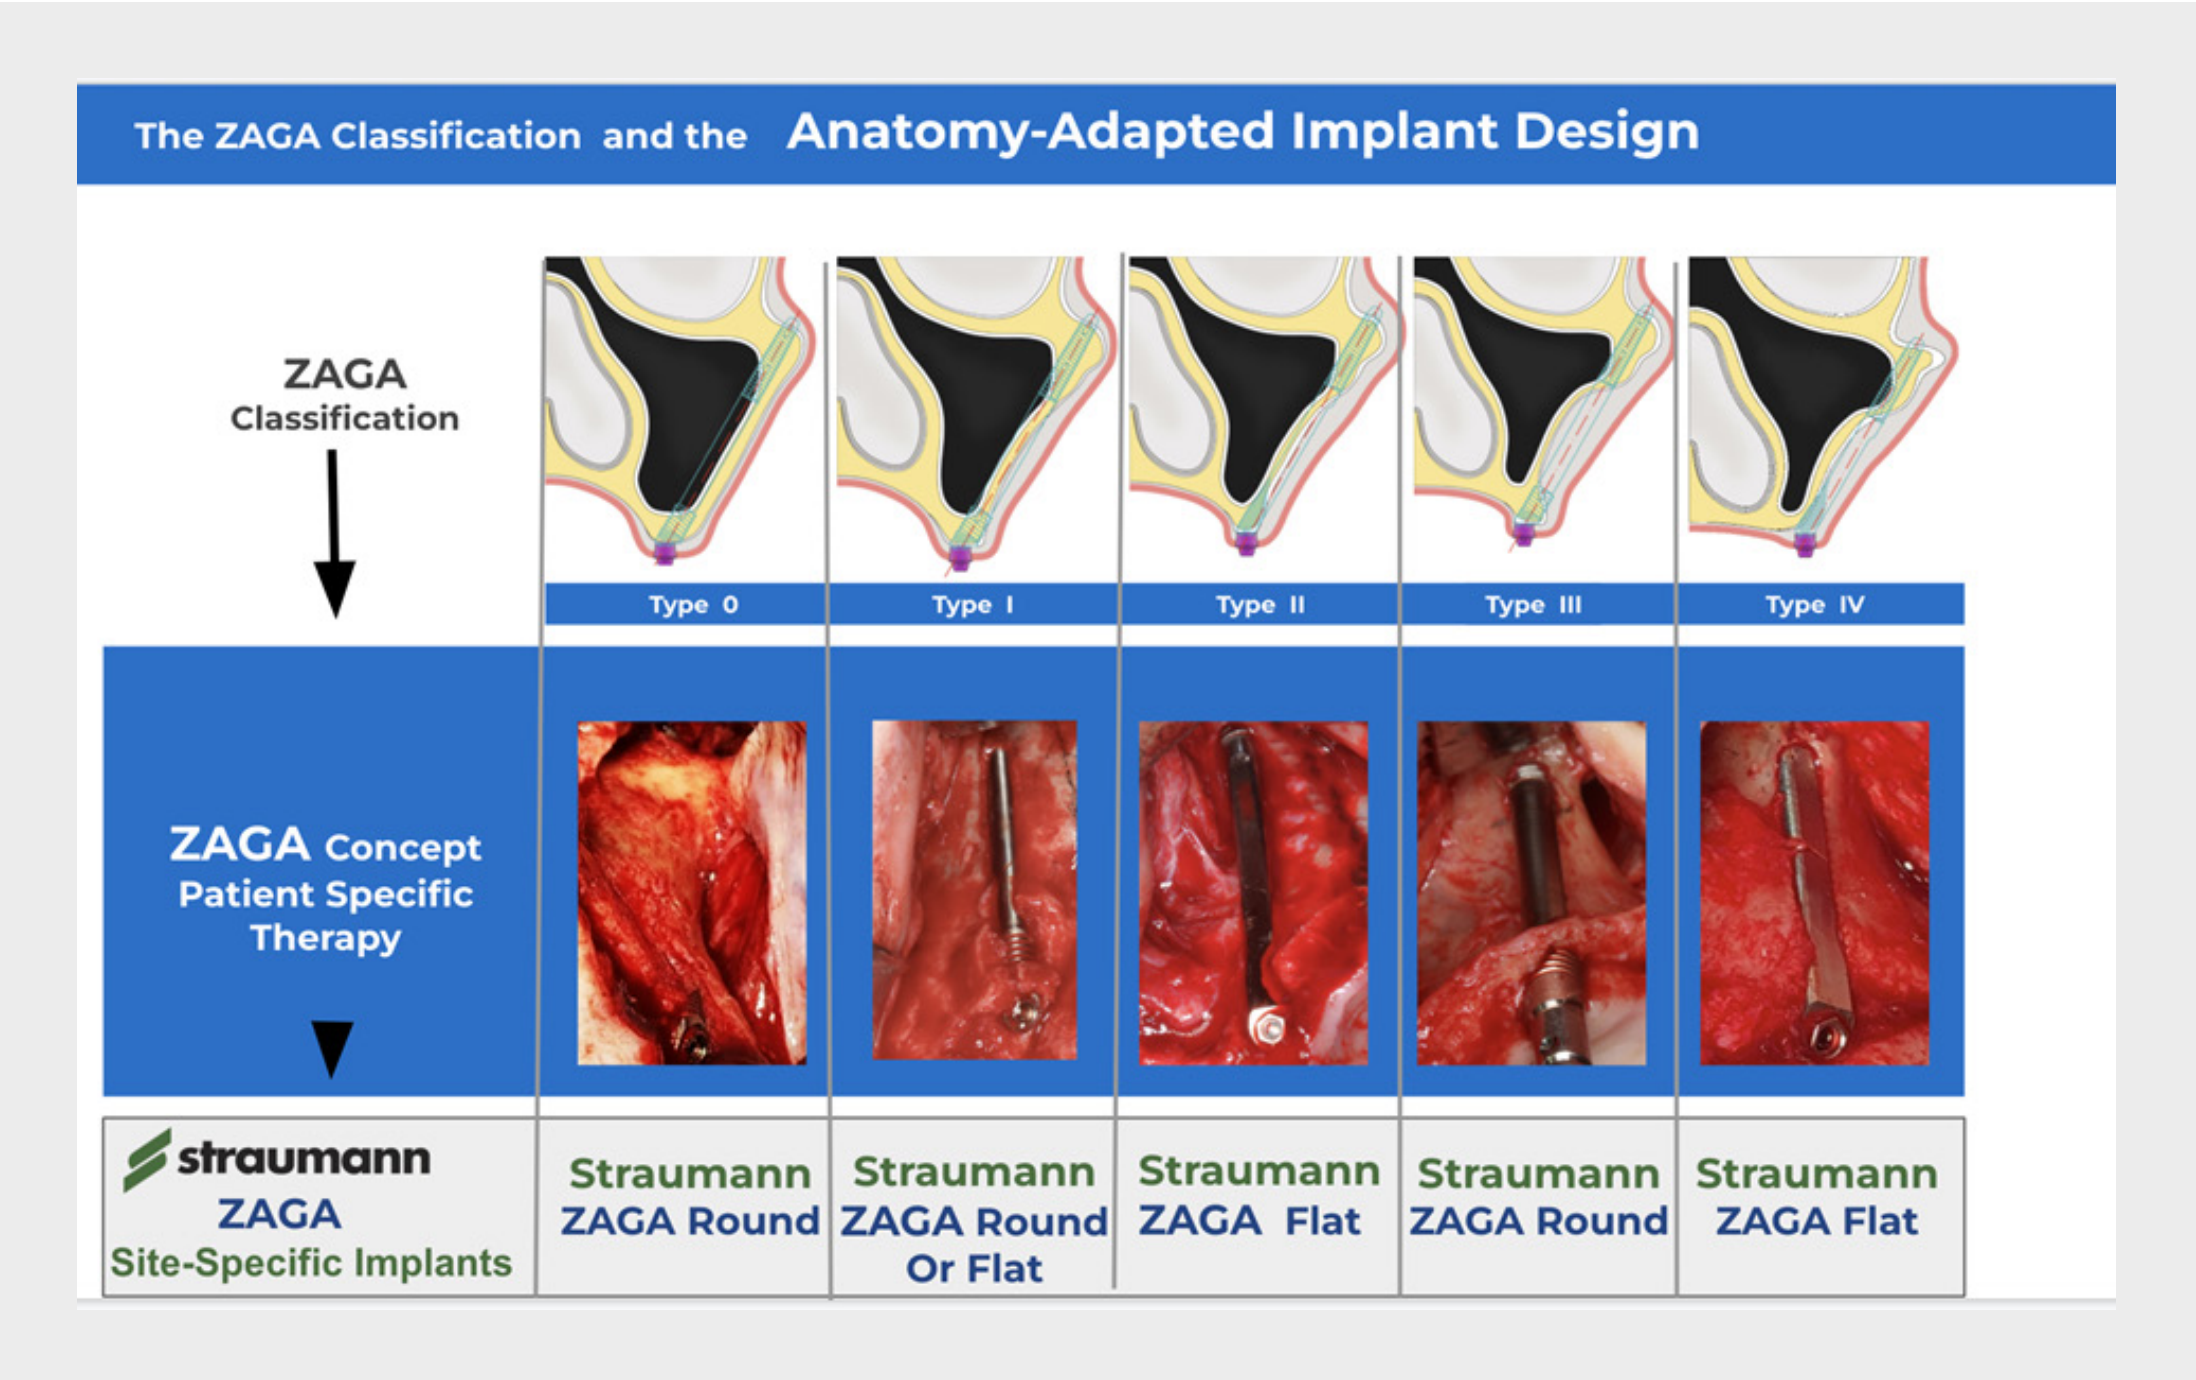 The ZAGA Classification and the Anatomy-Adapted Implant Design
ZAGA
Classification
Type 0
Type I
Type II
Type III
Type IV
ZAGA Concept
Patient Specific
Therapy
straumann
ZAGA
Site-Specific Implants
Straumann
ZAGA Round
Straumann
ZAGA Round
Or Flat
Straumann
ZAGA Flat
Straumann
ZAGA Round
Straumann
ZAGA Flat